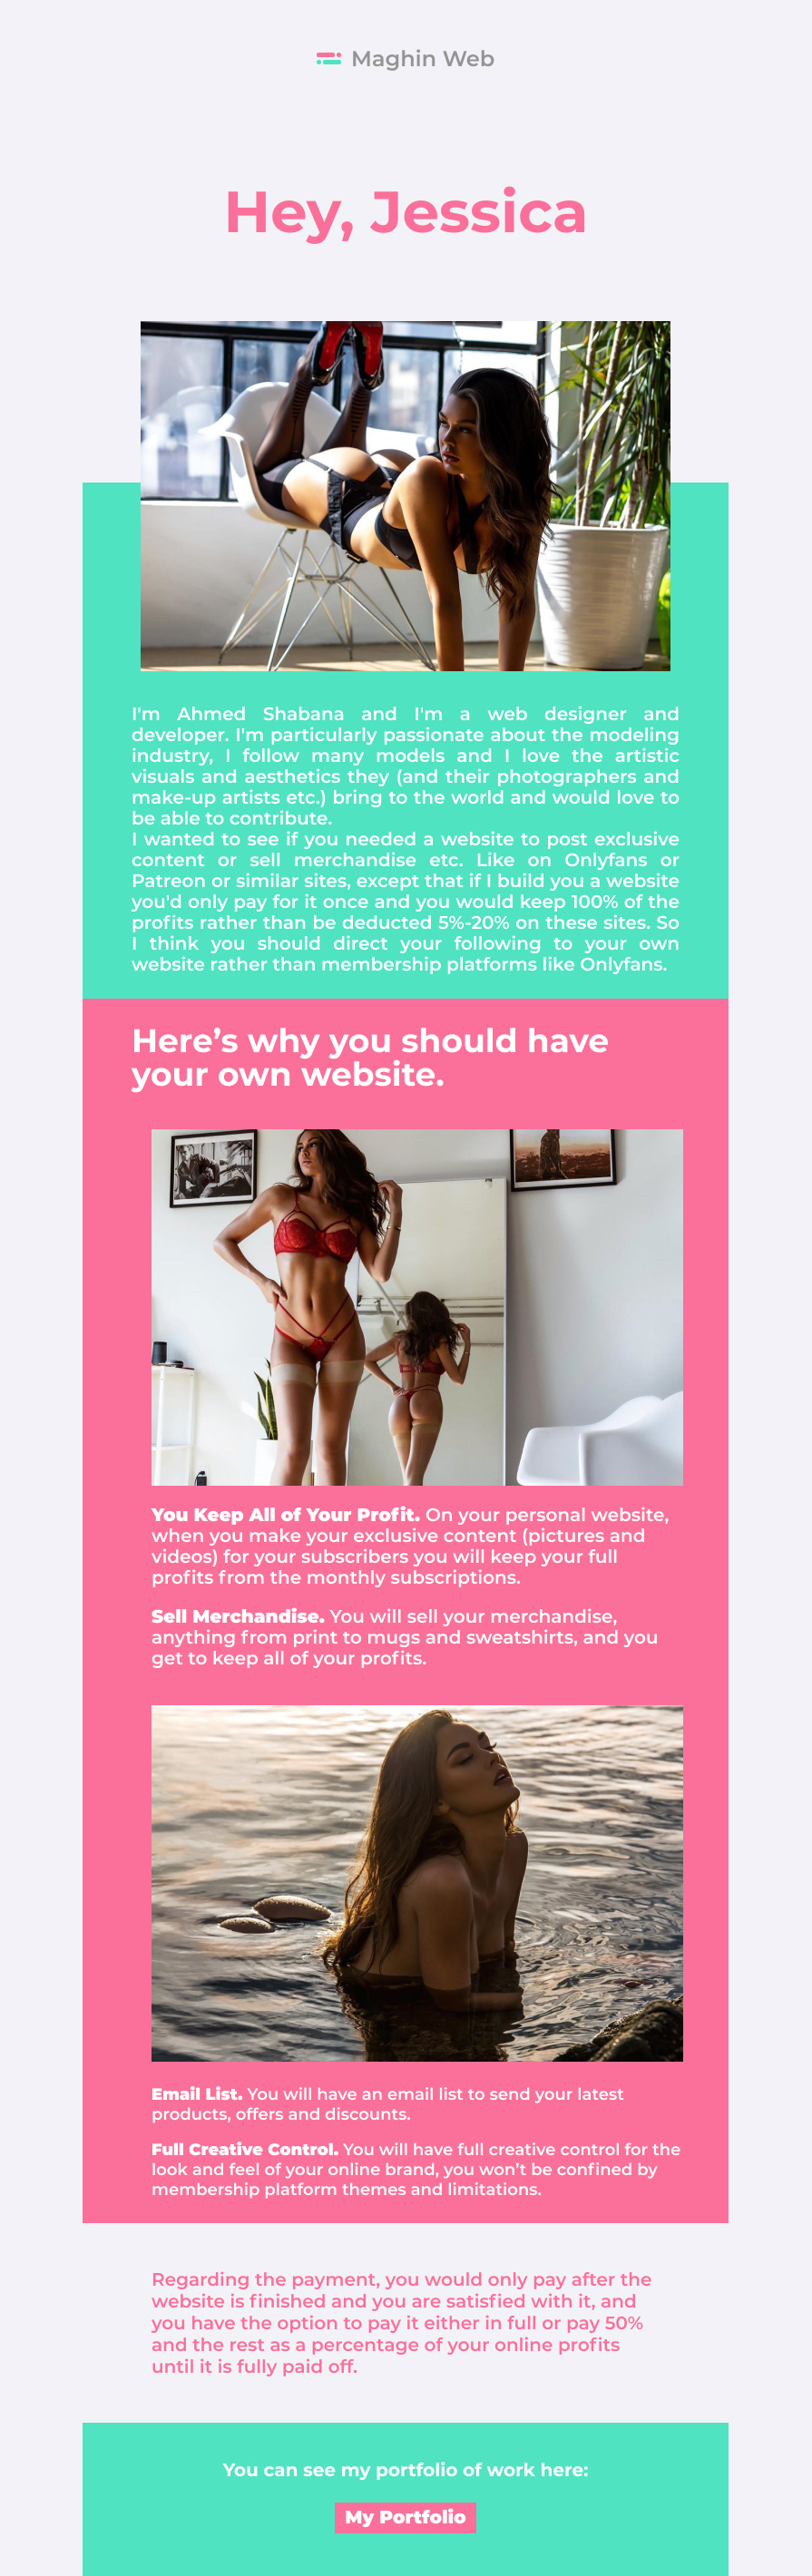 Maghin Web
Hey, Jessica
I'm Ahmed Shabana and I'm a web designer and
developer. I'm particularly passionate about the modeling
industry, I follow many models and I love the artistic
visuals and aesthetics they (and their photographers and
make-up artists etc.) bring to the world and would love to
be able to contribute.
I wanted to see if you needed a website to post exclusive
content or sell merchandise etc. Like on Onlyfans or
Patreon or similar sites, except that if I build you a website
you'd only pay for it once and you would keep 100% of the
profits rather than be deducted 5%-20% on these sites. So
I think you should direct your following to your own
website rather than membership platforms like Onlyfans.
Here’s why you should have
your own website.
You Keep All of Your Profit. On your personal website,
when you make your exclusive content (pictures and
videos) for your subscribers you will keep your full
profits from the monthly subscriptions.
Sell Merchandise. You will sell your merchandise,
anything from print to mugs and sweatshirts, and you
get to keep all of your profits.
Email List. You will have an email list to send your latest
products, offers and discounts.
Full Creative Control. You will have full creative control for the
look and feel of your online brand, you won’t be confined by
membership platform themes and limitations.
Regarding the payment, you would only pay after the
website is finished and you are satisfied with it, and
you have the option to pay it either in full or pay 50%
and the rest as a percentage of your online profits
until it is fully paid off.
You can see my portfolio of work here:
My Portfolio